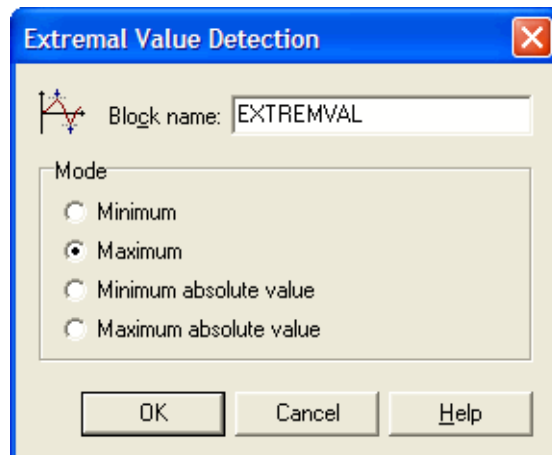 Extremal Value Detection
Block name: EXTREMVAL
Mode
Minimum
Maximum
Minimum absolute value
Maximum absolute value
OK Cancel Help